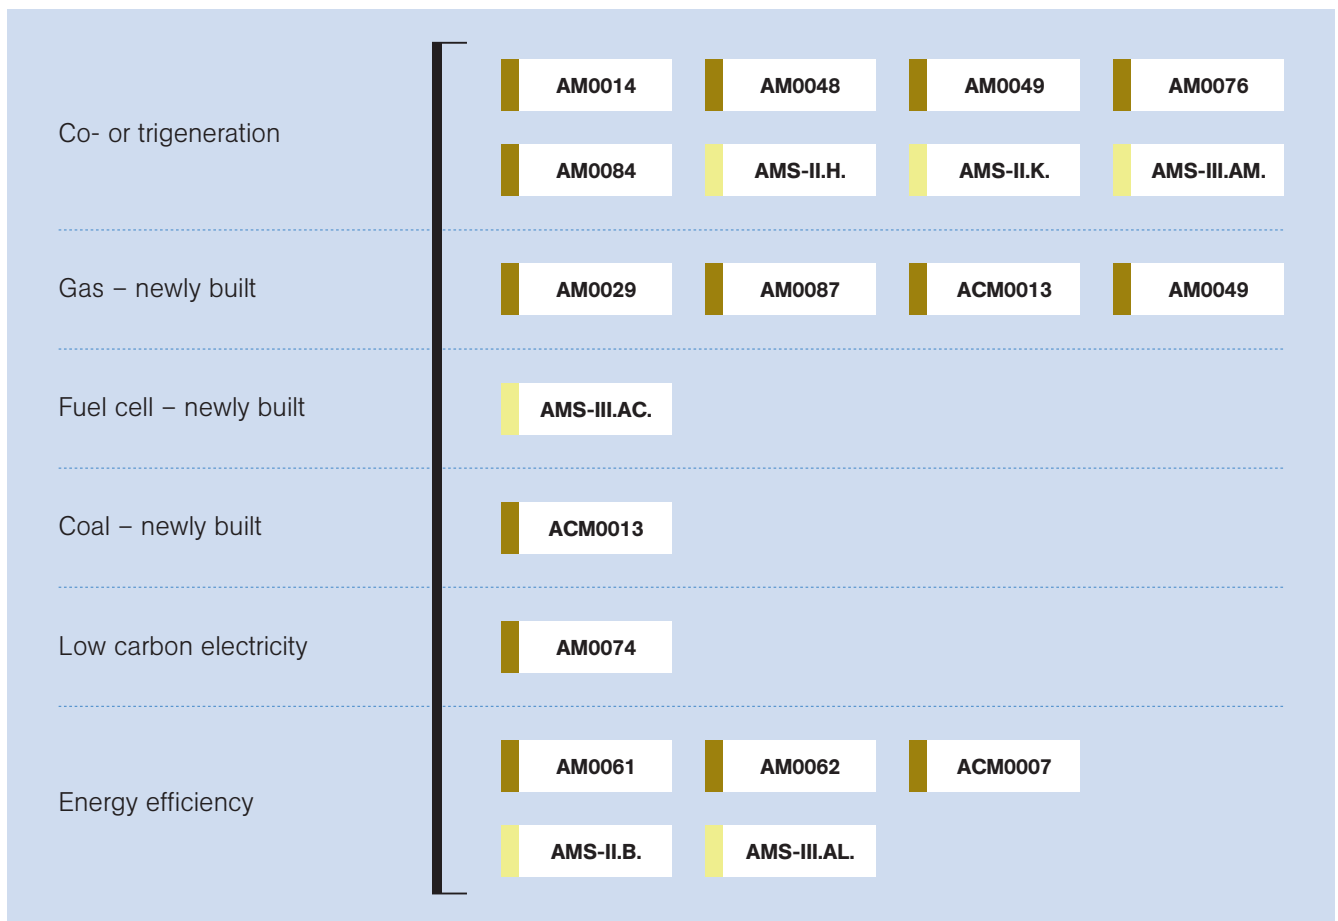 Co- or trigeneration
AM0014 AM0048 AM0049 AM0076
AM0084 AMS-II.H. AMS-II.K. AMS-III.AM.
Gas – newly built
AM0029 AM0087 ACM0013 AM0049
Fuel cell – newly built
AMS-III.AC.
Coal – newly built
ACM0013
Low carbon electricity
AM0074
Energy efficiency
AM0061 AM0062 ACM0007
AMS-II.B. AMS-III.AL.